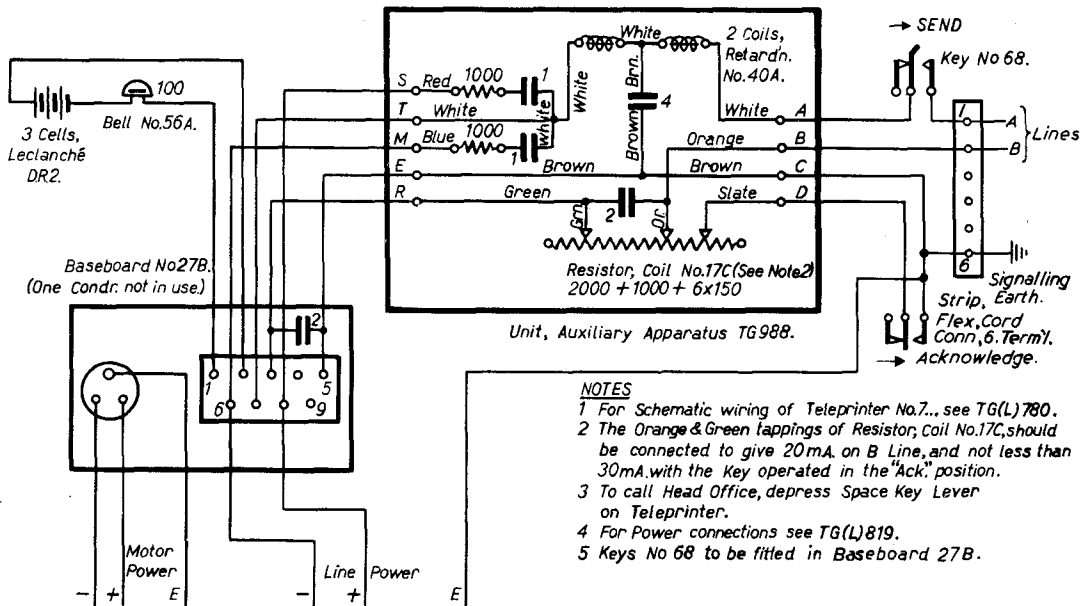 3 Cells,
Leclanché
DR2.
100
Bell No.56A.
S Red 1000 1
T White
M Blue 1000 1
E Brown
R Green 2
White
White
White
White
Brn.
4
Brown
2 Coils,
Retard'n.
No.40A.
White A
Orange B
Brown C
Slate D
Grn.
Or.
Resistor, Coil No.17C(See Note2)
2000 + 1000 + 6x150
Unit, Auxiliary Apparatus TG988.
→ SEND
Key No 68.
1
A
B
Lines
6
Signalling
Earth.
Strip,
Flex,Cord
Conn,6.Term'l.
→ Acknowledge.
Baseboard No27B.
(One Condr. not in use.)
2
1 5
6 9
Motor
Power
- + E
Line Power
- +
E
NOTES
1 For Schematic wiring of Teleprinter No.7... see TG(L)780.
2 The Orange & Green tappings of Resistor, Coil No.17C, should
be connected to give 20mA. on B Line, and not less than
30mA. with the Key operated in the "Ack." position.
3 To call Head Office, depress Space Key Lever
on Teleprinter.
4 For Power connections see TG(L)819.
5 Keys No 68 to be fitted in Baseboard 27B.